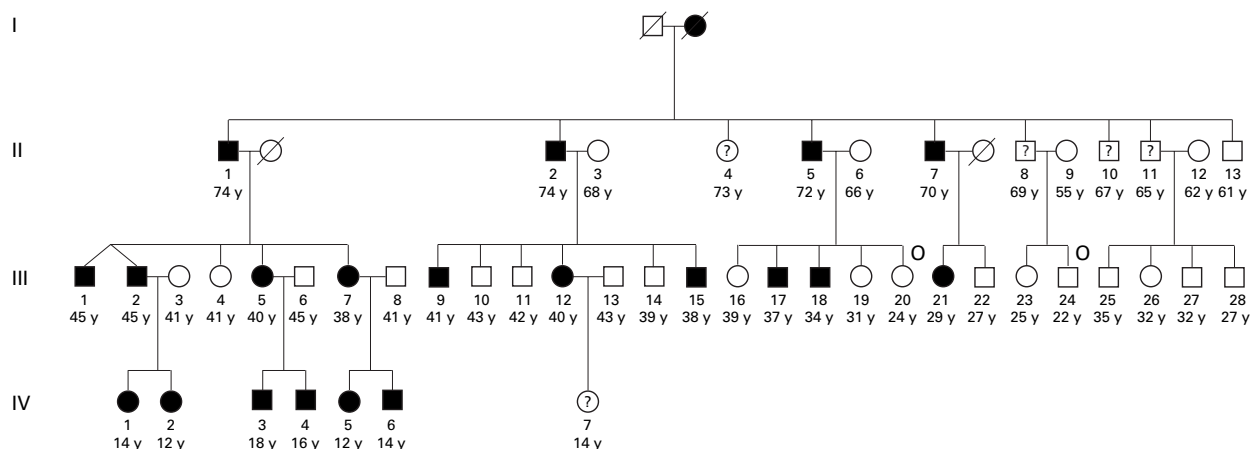 I
II
? ? ? ?
1 2 3 4 5 6 7 8 9 10 11 12 13
74 y 74 y 68 y 73 y 72 y 66 y 70 y 69 y 55 y 67 y 65 y 62 y 61 y
O O
III
1 2 3 4 5 6 7 8 9 10 11 12 13 14 15 16 17 18 19 20 21 22 23 24 25 26 27 28
45 y 45 y 41 y 41 y 40 y 45 y 38 y 41 y 41 y 43 y 42 y 40 y 43 y 39 y 38 y 39 y 37 y 34 y 31 y 24 y 29 y 27 y 25 y 22 y 35 y 32 y 32 y 27 y
IV
?
1 2 3 4 5 6 7
14 y 12 y 18 y 16 y 12 y 14 y 14 y